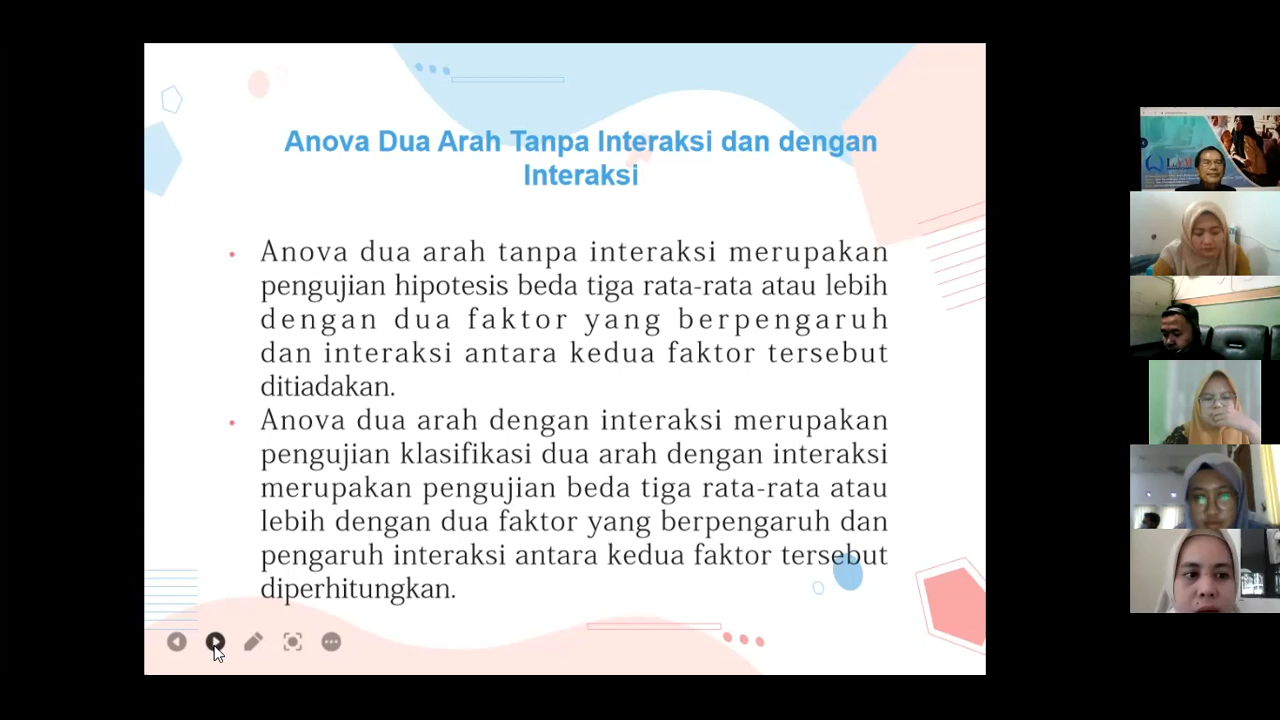 Anova Dua Arah Tanpa Interaksi dan dengan
Interaksi
• Anova dua arah tanpa interaksi merupakan
pengujian hipotesis beda tiga rata-rata atau lebih
dengan dua faktor yang berpengaruh
dan interaksi antara kedua faktor tersebut
ditiadakan.
• Anova dua arah dengan interaksi merupakan
pengujian klasifikasi dua arah dengan interaksi
merupakan pengujian beda tiga rata-rata atau
lebih dengan dua faktor yang berpengaruh dan
pengaruh interaksi antara kedua faktor tersebut
diperhitungkan.